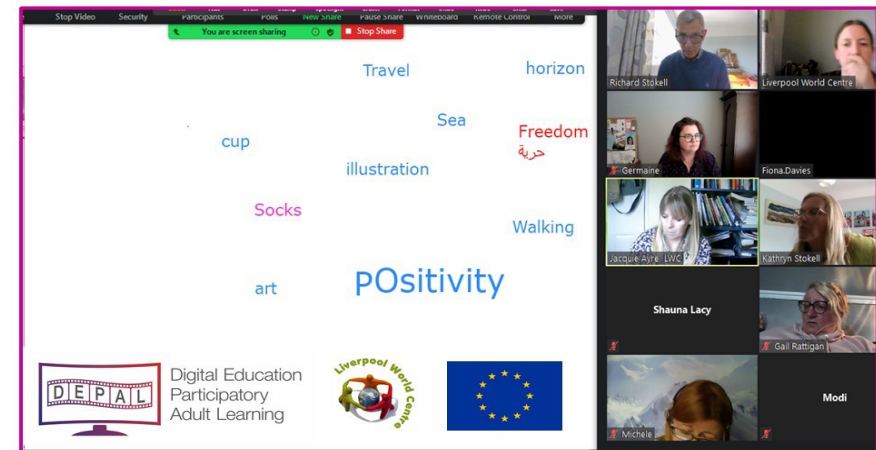 Stop Video
Security
Participants
Polls
New Share
Pause Share
Whiteboard
Remote Control
More
You are screen sharing
Stop Share
Travel
horizon
Sea
cup
Freedom
حرية
illustration
Socks
Walking
art
pOsitivity
DEPAL
Digital Education
Participatory
Adult Learning
Liverpool World Centre
Richard Stokell
Liverpool World Centre
Germaine
Fiona.Davies
Jacquie Ayre LWC
Kathryn Stokell
Shauna Lacy
Gail Rattigan
Michele
Modi